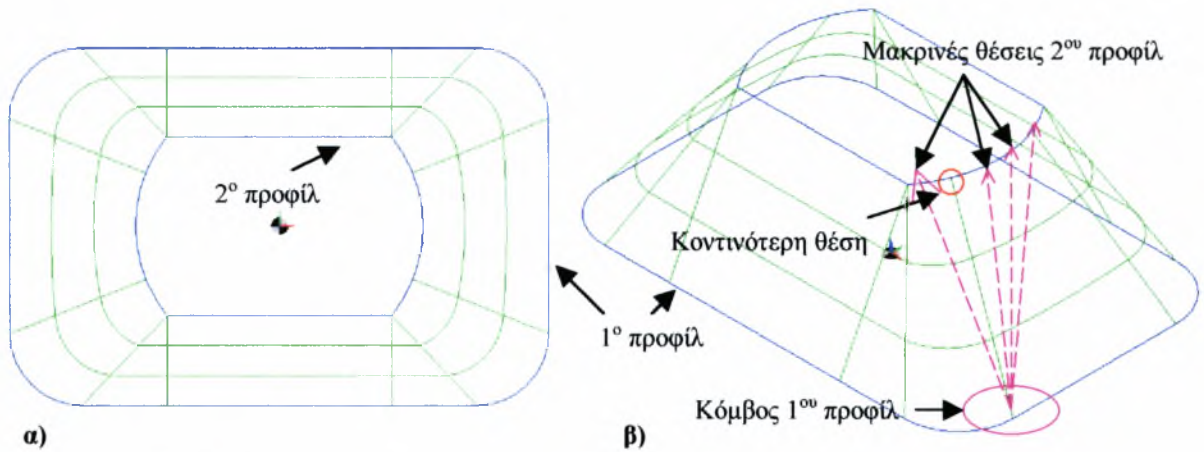 2ο προφίλ
1ο προφίλ
α)
Μακρινές θέσεις 2ου προφίλ
Κοντινότερη θέση
Κόμβος 1ου προφίλ
β)